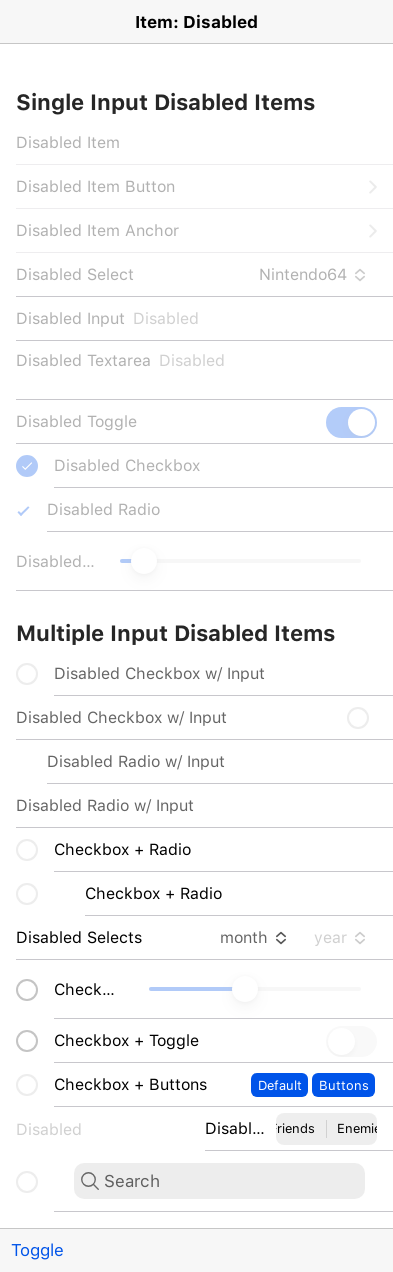 Item: Disabled
Single Input Disabled Items
Disabled Item
Disabled Item Button
Disabled Item Anchor
Disabled Select Nintendo64
Disabled Input Disabled
Disabled Textarea Disabled
Disabled Toggle
Disabled Checkbox
Disabled Radio
Disabled...
Multiple Input Disabled Items
Disabled Checkbox w/ Input
Disabled Checkbox w/ Input
Disabled Radio w/ Input
Disabled Radio w/ Input
Checkbox + Radio
Checkbox + Radio
Disabled Selects month year
Check...
Checkbox + Toggle
Checkbox + Buttons Default Buttons
Disabled Disabl... riends Enemie
Search
Toggle